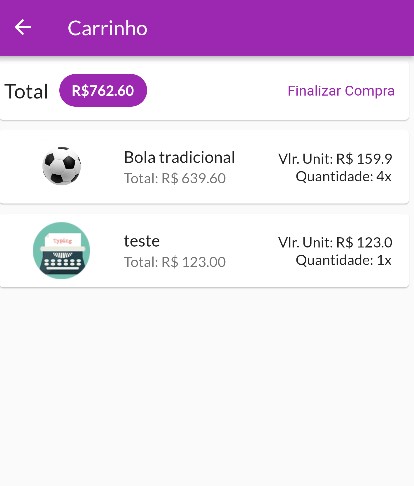 Carrinho
Total R$762.60 Finalizar Compra
Bola tradicional Vlr. Unit: R$ 159.9
Total: R$ 639.60 Quantidade: 4x
Typing
teste Vlr. Unit: R$ 123.0
Total: R$ 123.00 Quantidade: 1x